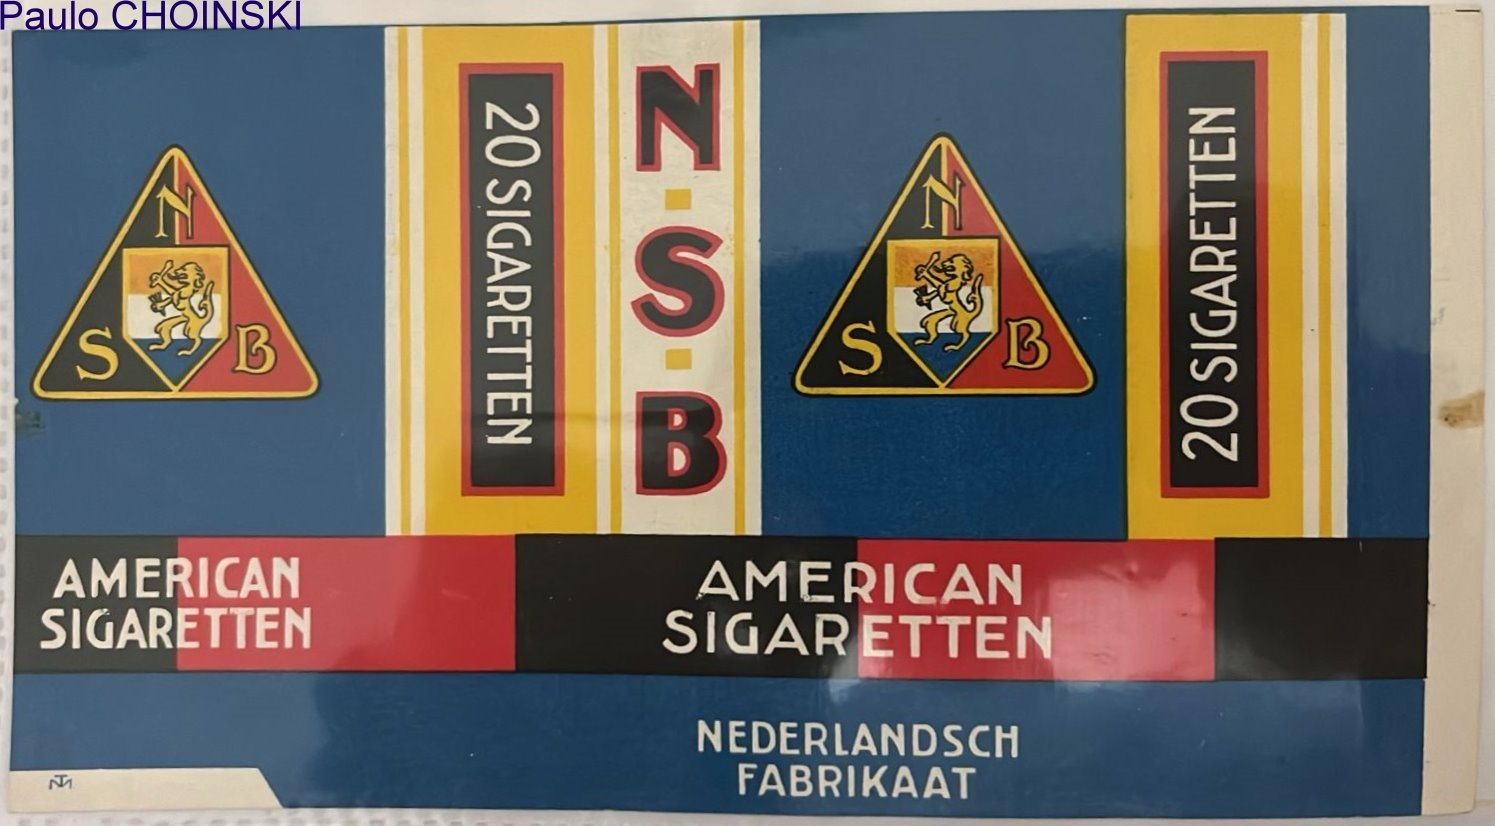 Paulo CHOINSKI
N
S B
20 SIGARETTEN
N
S
B
N
S B
20 SIGARETTEN
AMERICAN
SIGARETTEN
AMERICAN
SIGARETTEN
NEDERLANDSCH
FABRIKAAT